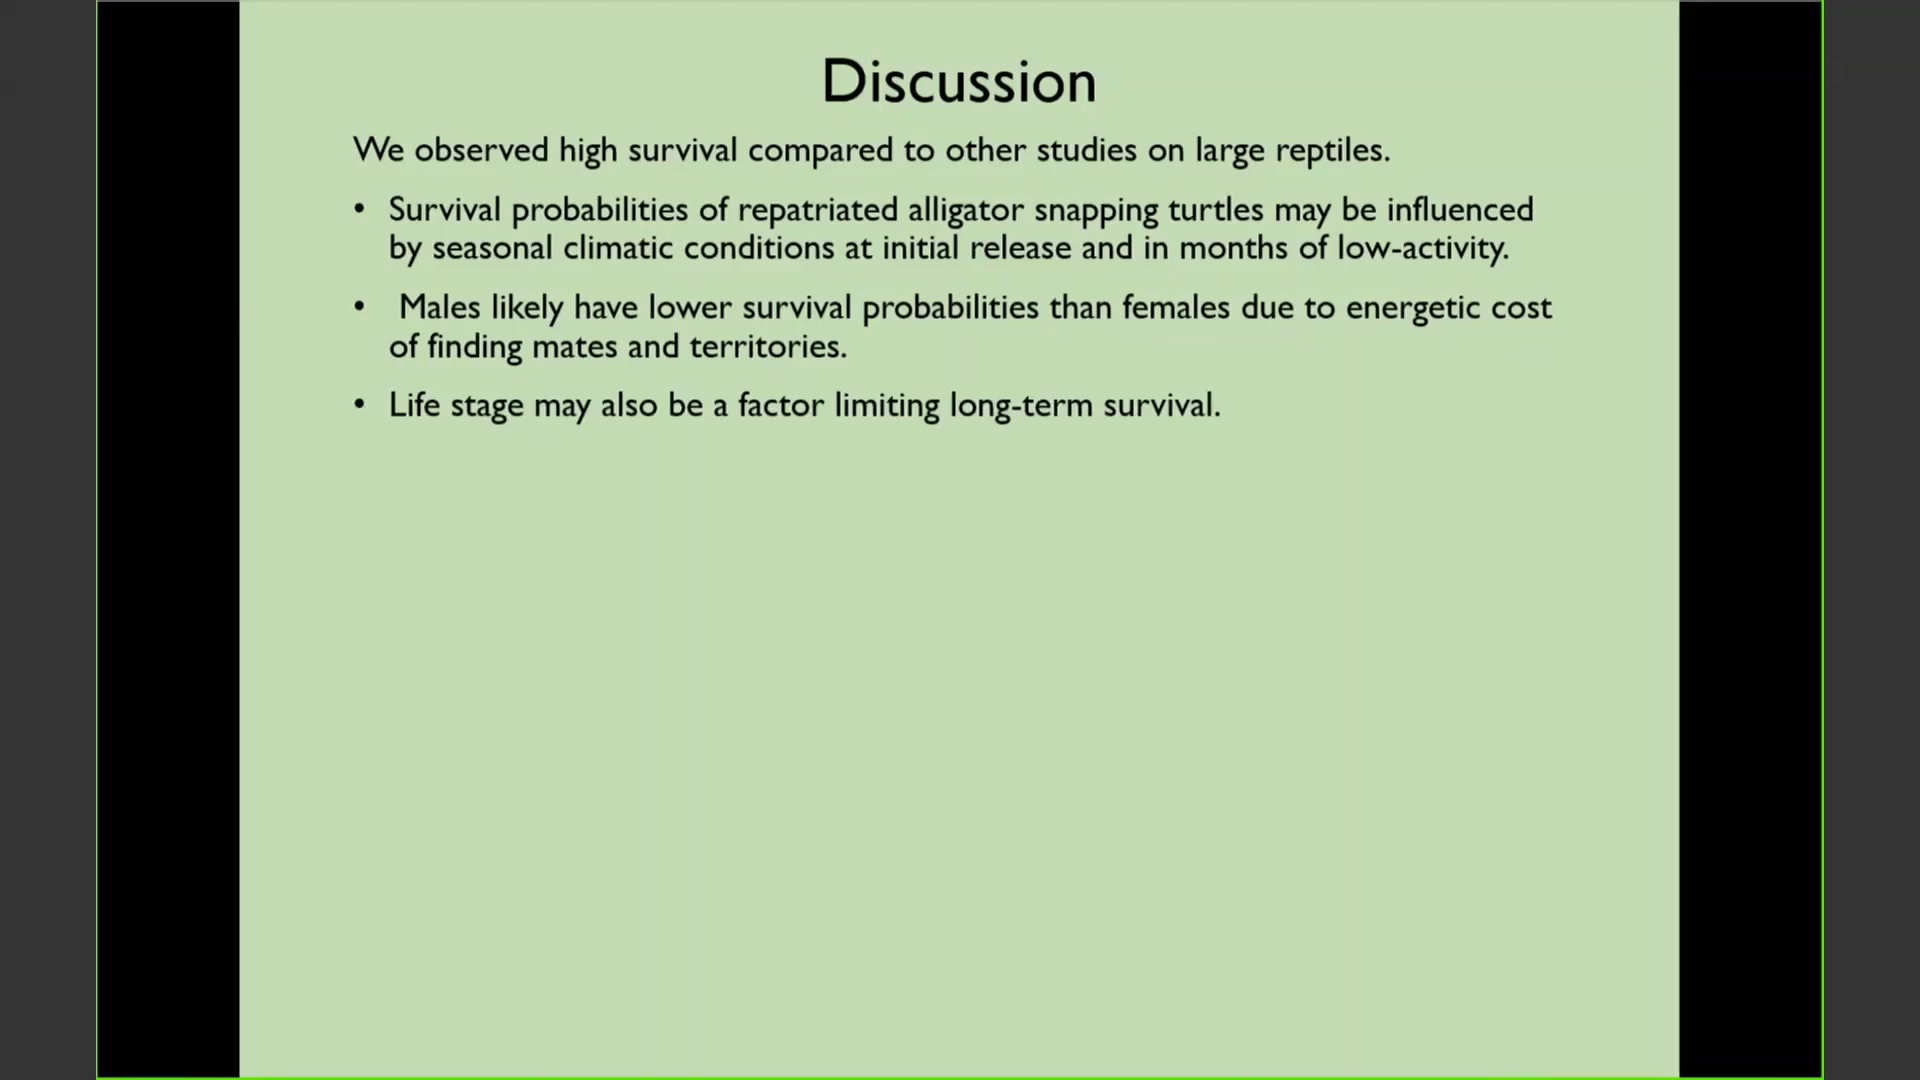 Discussion
We observed high survival compared to other studies on large reptiles.
• Survival probabilities of repatriated alligator snapping turtles may be influenced
by seasonal climatic conditions at initial release and in months of low-activity.
• Males likely have lower survival probabilities than females due to energetic cost
of finding mates and territories.
• Life stage may also be a factor limiting long-term survival.